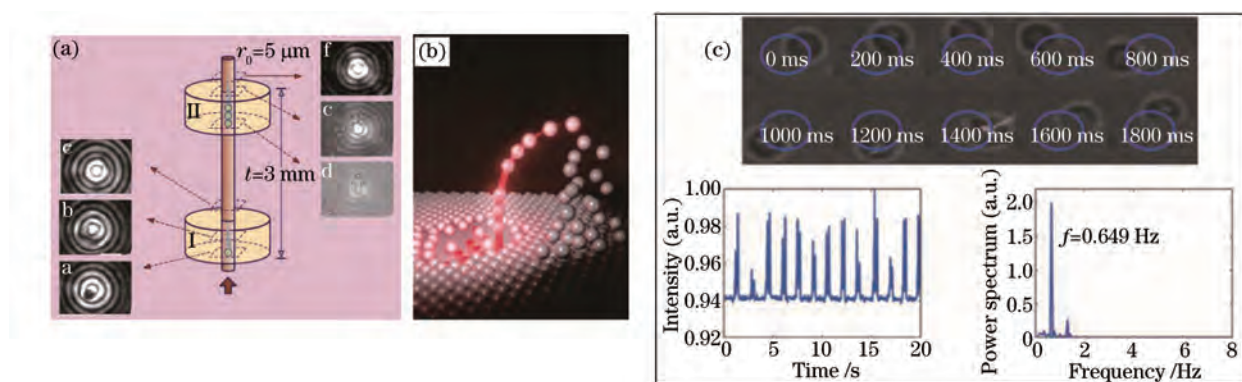 (a)
r₀=5 μm
f
II
c
d
t=3 mm
c
b
I
a
(b)
(c)
0 ms 200 ms 400 ms 600 ms 800 ms
1000 ms 1200 ms 1400 ms 1600 ms 1800 ms
Intensity (a.u.)
1.00
0.98
0.96
0.94
0.92
0 5 10 15 20
Time /s
Power spectrum (a.u.)
2.0
1.5
1.0
0.5
0
f=0.649 Hz
0 2 4 6 8
Frequency /Hz